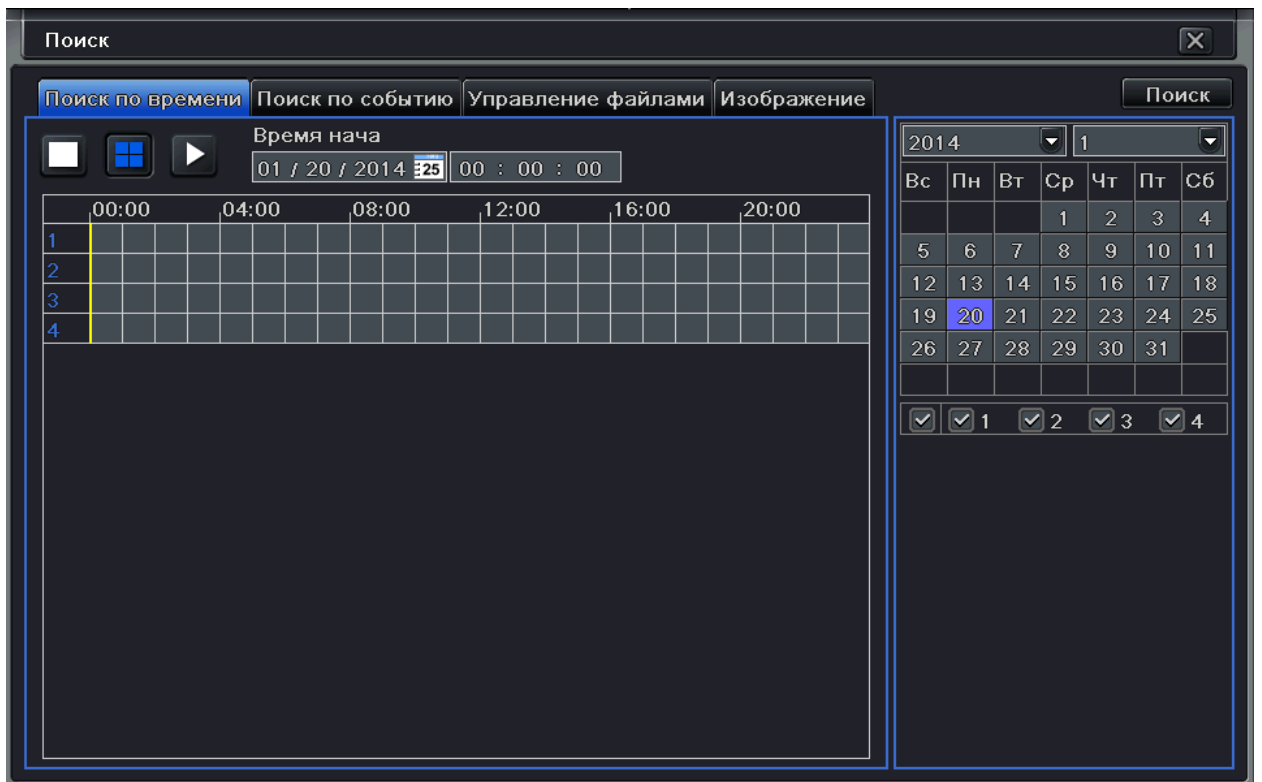 Поиск
Поиск по времени Поиск по событию Управление файлами Изображение Поиск
Время нача
01 / 20 / 2014 25 00 : 00 : 00
00:00 04:00 08:00 12:00 16:00 20:00
1
2
3
4
2014 1
Вс Пн Вт Ср Чт Пт Сб
1 2 3 4
5 6 7 8 9 10 11
12 13 14 15 16 17 18
19 20 21 22 23 24 25
26 27 28 29 30 31
1 2 3 4